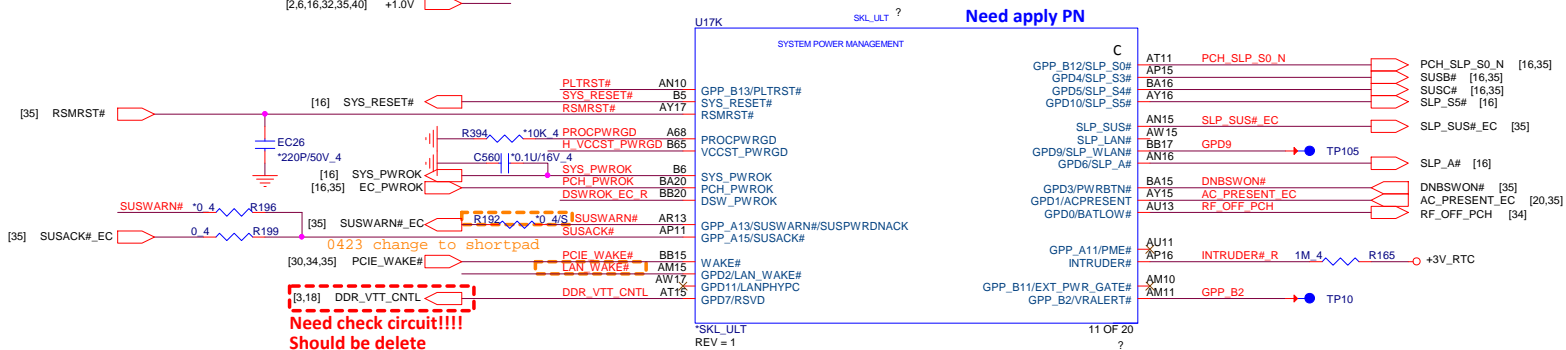 [2,6,16,32,35,40] +1.0V
U17K
SKL_ULT ?
Need apply PN
SYSTEM POWER MANAGEMENT
C
[35] RSMRST#
[16] SYS_RESET#
PLTRST# AN10 GPP_B13/PLTRST#
SYS_RESET# B5 SYS_RESET#
RSMRST# AY17 RSMRST#
EC26
*220P/50V_4
R394 *10K_4 PROCPWRGD A68 PROCPWRGD
H_VCCST_PWRGD B65 VCCST_PWRGD
C560 *0.1U/16V_4
[16] SYS_PWROK SYS_PWROK B6 SYS_PWROK
[16,35] EC_PWROK PCH_PWROK BA20 PCH_PWROK
DSWROK_EC_R BB20 DSW_PWROK
SUSWARN# *0_4 R196
[35] SUSWARN#_EC R192 *0_4/S SUSWARN# AR13 GPP_A13/SUSWARN#/SUSPWRDNACK
[35] SUSACK#_EC 0_4 R199 SUSACK# AP11 GPP_A15/SUSACK#
0423 change to shortpad
[30,34,35] PCIE_WAKE# PCIE_WAKE# BB15 WAKE#
LAN_WAKE# AM15 GPD2/LAN_WAKE#
AW17 GPD11/LANPHYPC
[3,18] DDR_VTT_CNTL DDR_VTT_CNTL AT15 GPD7/RSVD
Need check circuit!!!!
Should be delete
GPP_B12/SLP_S0# AT11 PCH_SLP_S0_N PCH_SLP_S0_N [16,35]
GPD4/SLP_S3# AP15 SUSB# [16,35]
GPD5/SLP_S4# BA16 SUSC# [16,35]
GPD10/SLP_S5# AY16 SLP_S5# [16]
SLP_SUS# AN15 SLP_SUS#_EC SLP_SUS#_EC [35]
SLP_LAN# AW15
GPD9/SLP_WLAN# BB17 GPD9 TP105
GPD6/SLP_A# AN16 SLP_A# [16]
GPD3/PWRBTN# BA15 DNBSWON# DNBSWON# [35]
GPD1/ACPRESENT AY15 AC_PRESENT_EC AC_PRESENT_EC [20,35]
GPD0/BATLOW# AU13 RF_OFF_PCH RF_OFF_PCH [34]
GPP_A11/PME# AU11
INTRUDER# AP16 INTRUDER#_R 1M_4 R165 +3V_RTC
GPP_B11/EXT_PWR_GATE# AM10
GPP_B2/VRALERT# AM11 GPP_B2 TP10
*SKL_ULT
REV = 1
11 OF 20
?